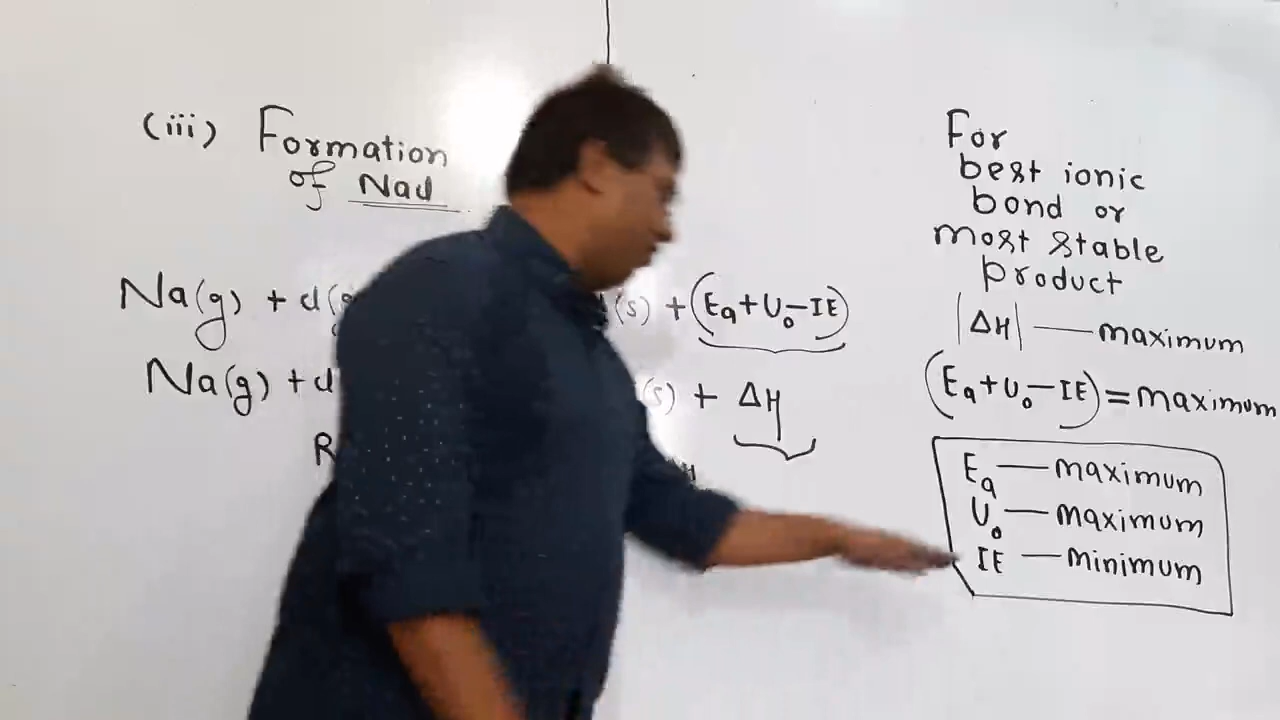 (iii) Formation
of NaCl
Na(g) + Cl(g
(s) + (Ea + U₀ - IE)
Na(g) + Cl
(s) + ΔH
R
H
For
best ionic
bond or
most stable
product
|ΔH| — maximum
(Ea + U₀ - IE) = maximum
Ea — maximum
U₀ — maximum
IE — minimum